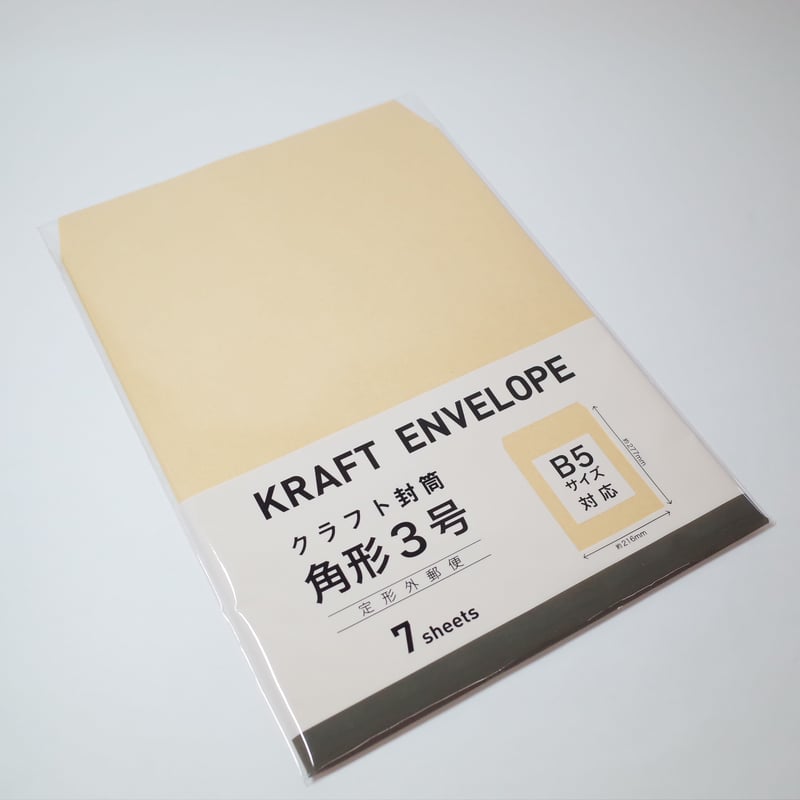 KRAFT ENVELOPE
クラフト封筒
角形3号
定形外郵便
7 sheets
B5
サイズ
対応
約277mm
約216mm